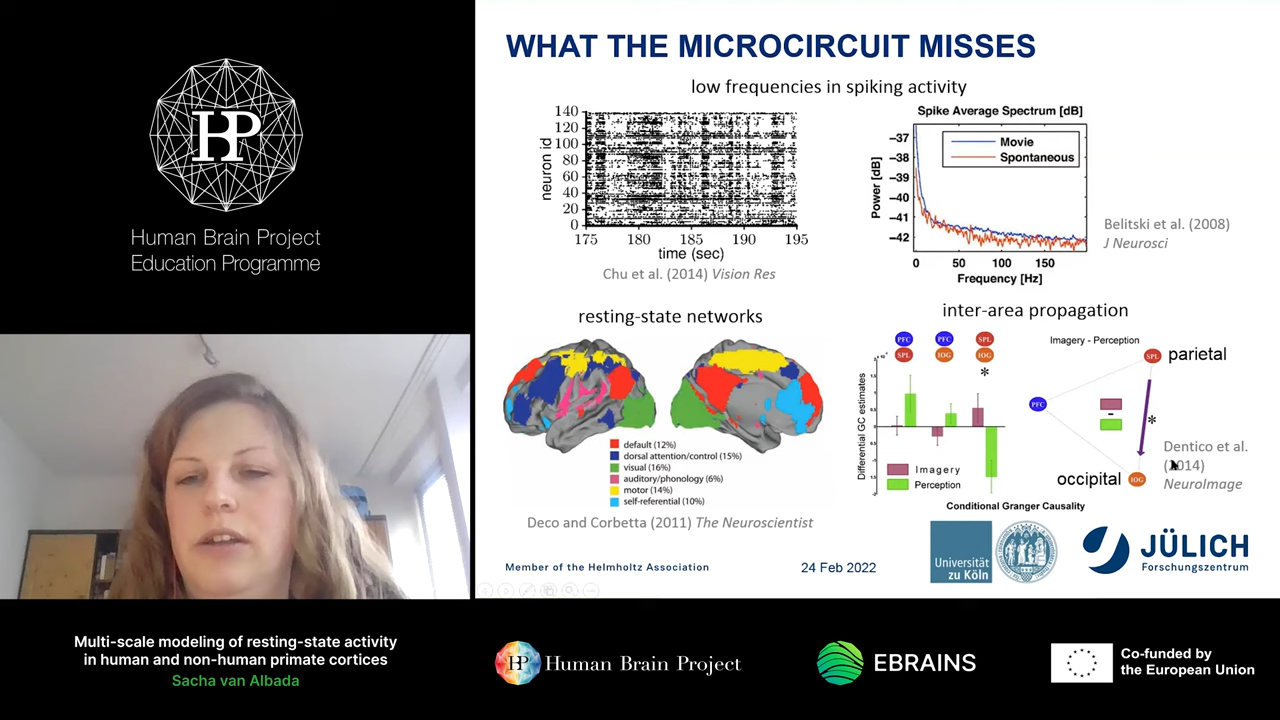 HP
Human Brain Project
Education Programme
WHAT THE MICROCIRCUIT MISSES
low frequencies in spiking activity
neuron id
140
120
100
80
60
40
20
0
175 180 185 190 195
time (sec)
Chu et al. (2014) Vision Res
Spike Average Spectrum [dB]
Power [dB]
−37
−38
−39
−40
−41
−42
Movie
Spontaneous
0 50 100 150
Frequency [Hz]
Belitski et al. (2008)
J Neurosci
resting-state networks
default (12%)
dorsal attention/control (15%)
visual (16%)
auditory/phonology (6%)
motor (14%)
self-referential (10%)
Deco and Corbetta (2011) The Neuroscientist
inter-area propagation
PFC PFC SPL
SPL IOG IOG
*
Differential GC estimates
Imagery
Perception
Imagery - Perception
SPL parietal
PFC
-
*
occipital IOG
Conditional Granger Causality
Dentico et al.
(2014)
NeuroImage
Member of the Helmholtz Association
24 Feb 2022
Universität
zu Köln
JÜLICH
Forschungszentrum
Multi-scale modeling of resting-state activity
in human and non-human primate cortices
Sacha van Albada
HP Human Brain Project
EBRAINS
Co-funded by
the European Union